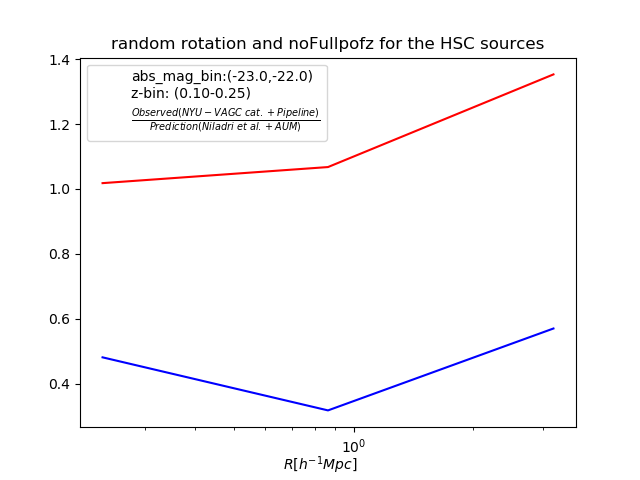 random rotation and noFullpofz for the HSC sources
abs_mag_bin:(-23.0,-22.0)
z-bin: (0.10-0.25)
Observed(NYU − VAGC cat. + Pipeline)
Prediction(Niladri et al. + AUM)
1.4
1.2
1.0
0.8
0.6
0.4
10⁰
R[h⁻¹Mpc]